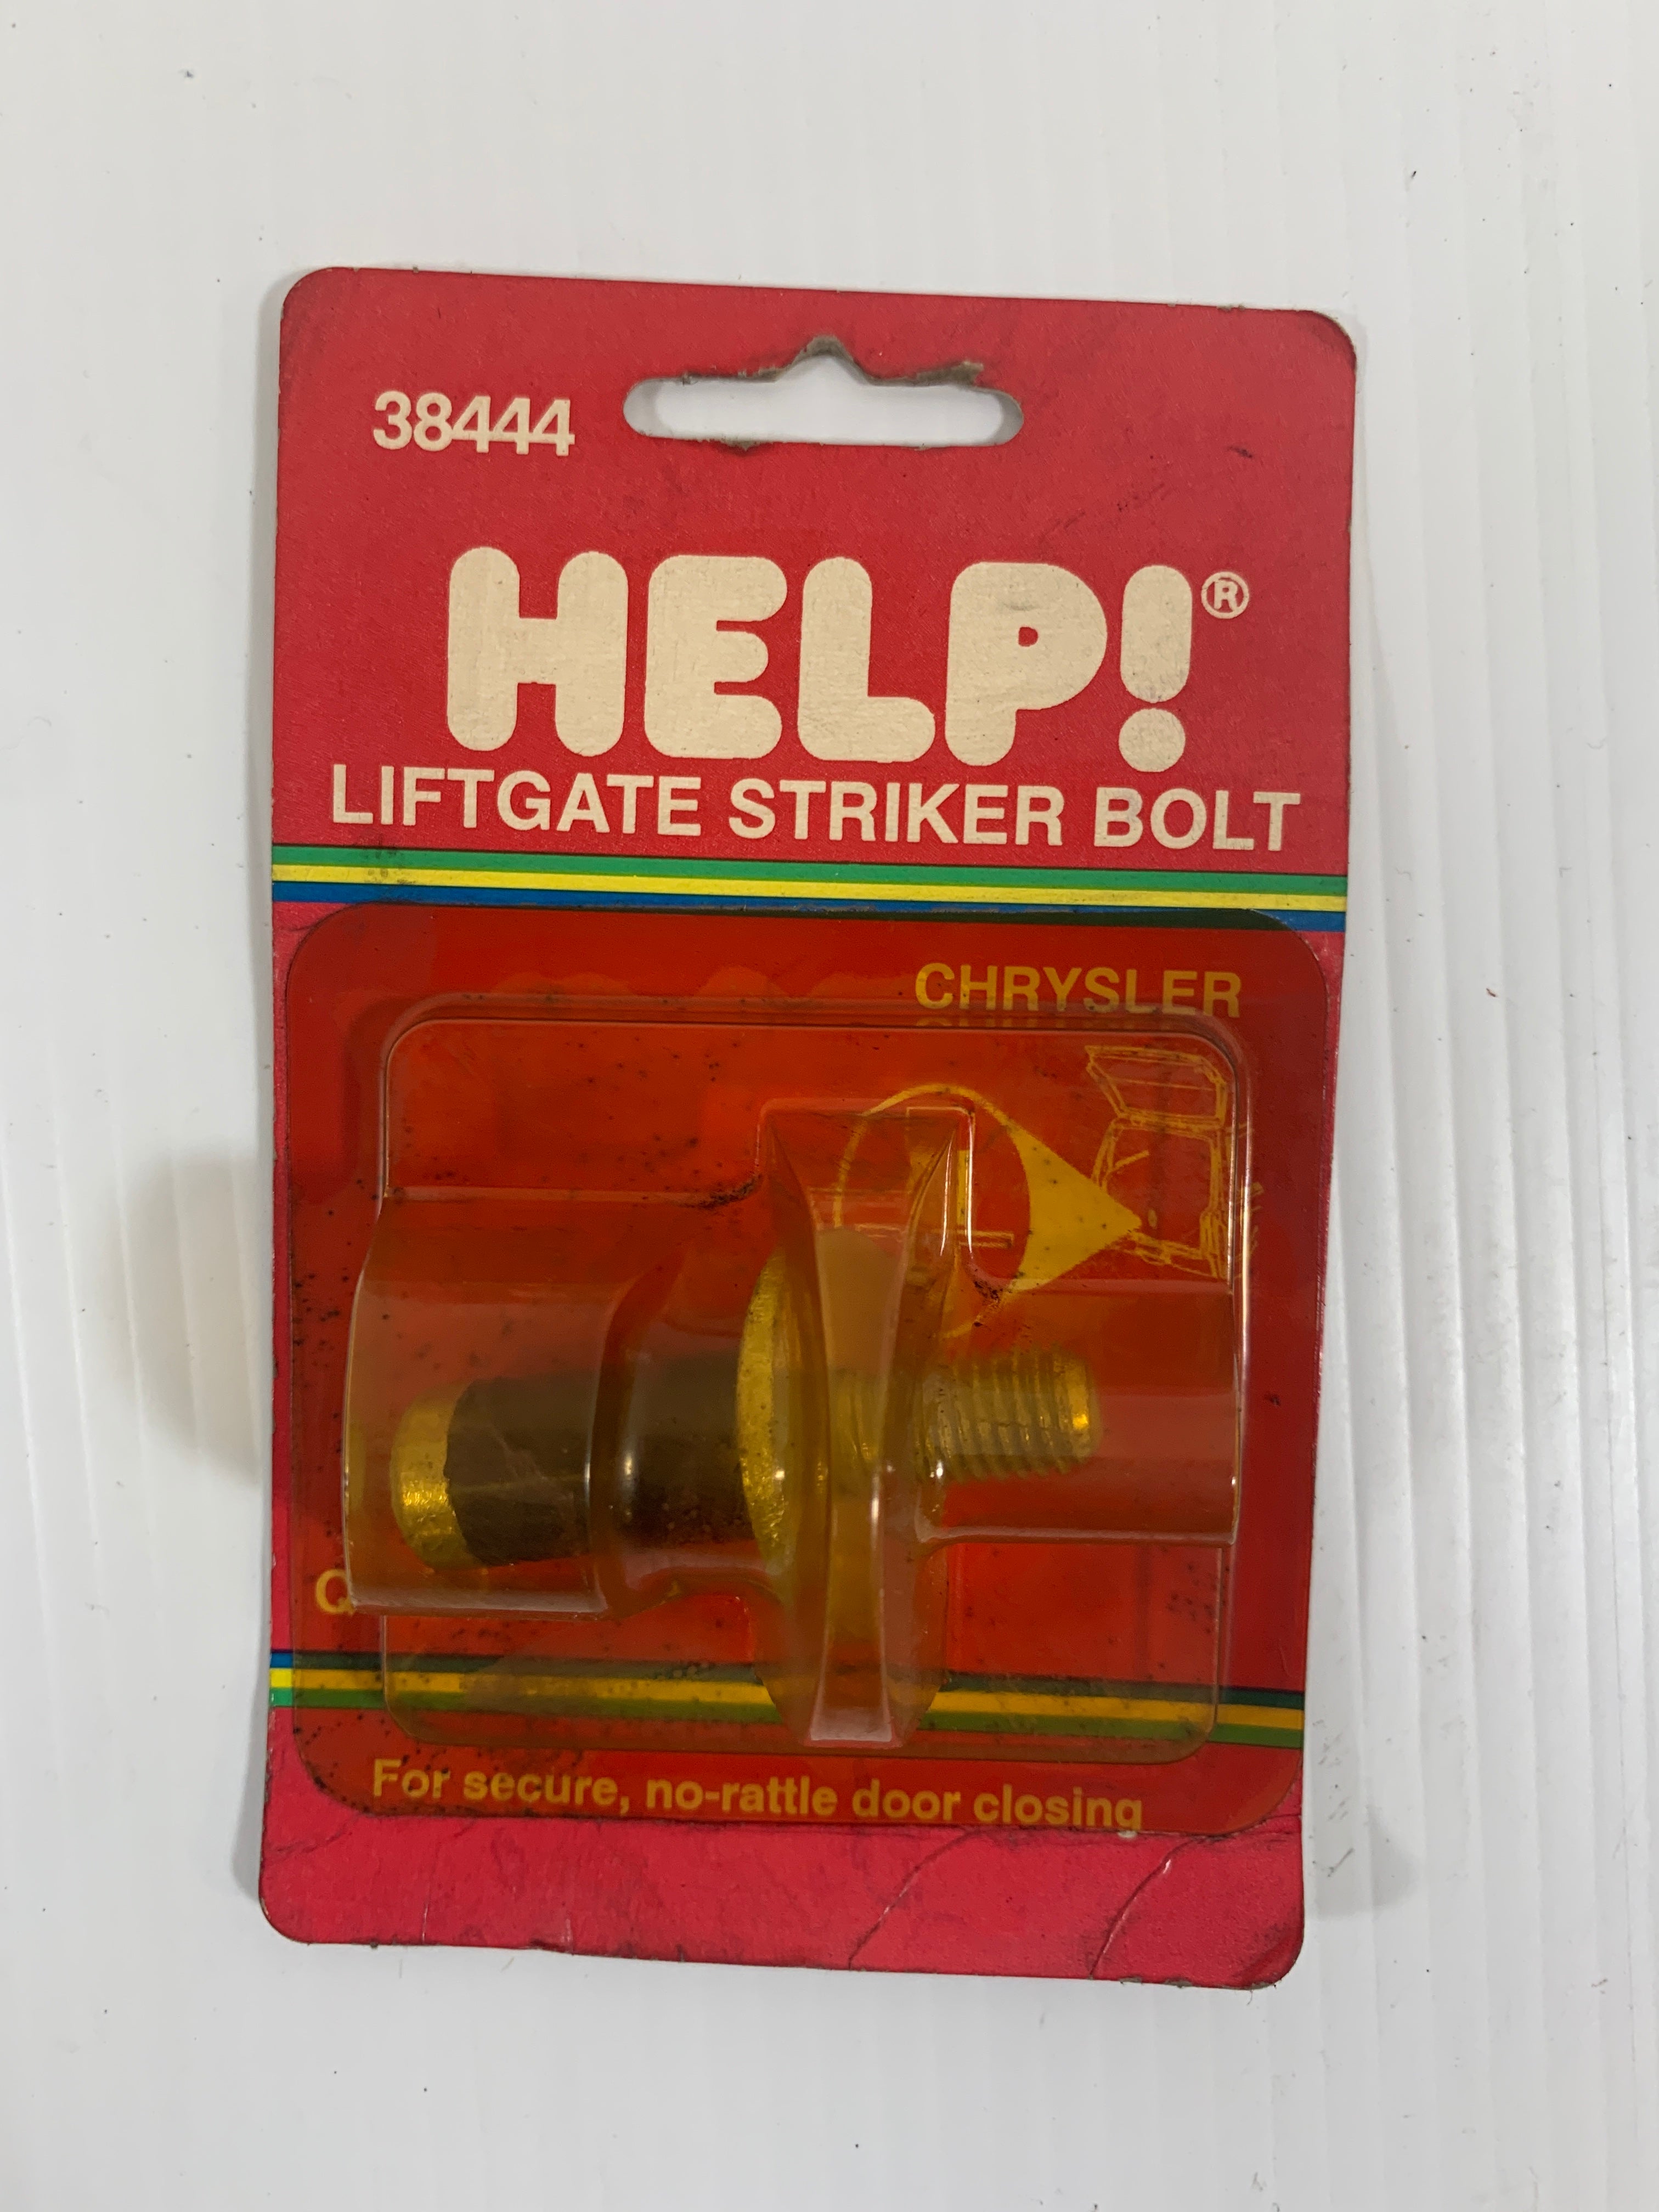 38444
HELP!®
LIFTGATE STRIKER BOLT
CHRYSLER
For secure, no-rattle door closing